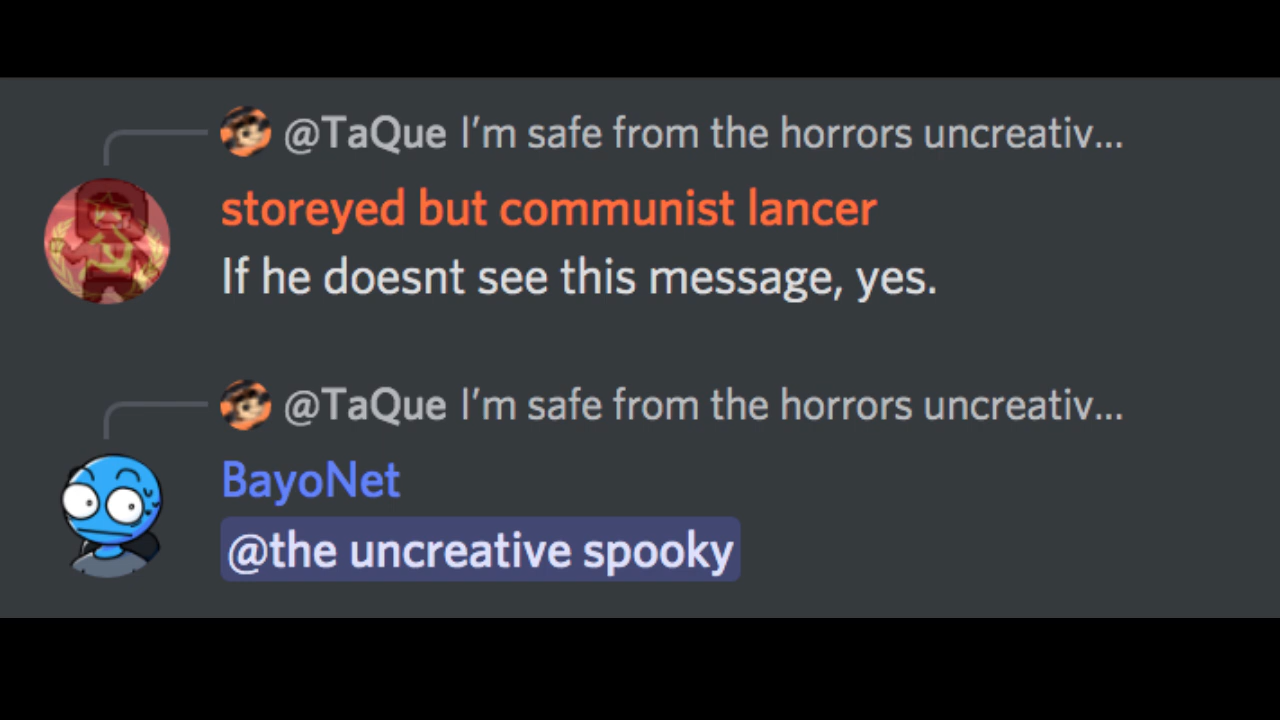 @TaQue I’m safe from the horrors uncreativ...
storeyed but communist lancer
If he doesnt see this message, yes.
@TaQue I’m safe from the horrors uncreativ...
BayoNet
@the uncreative spooky